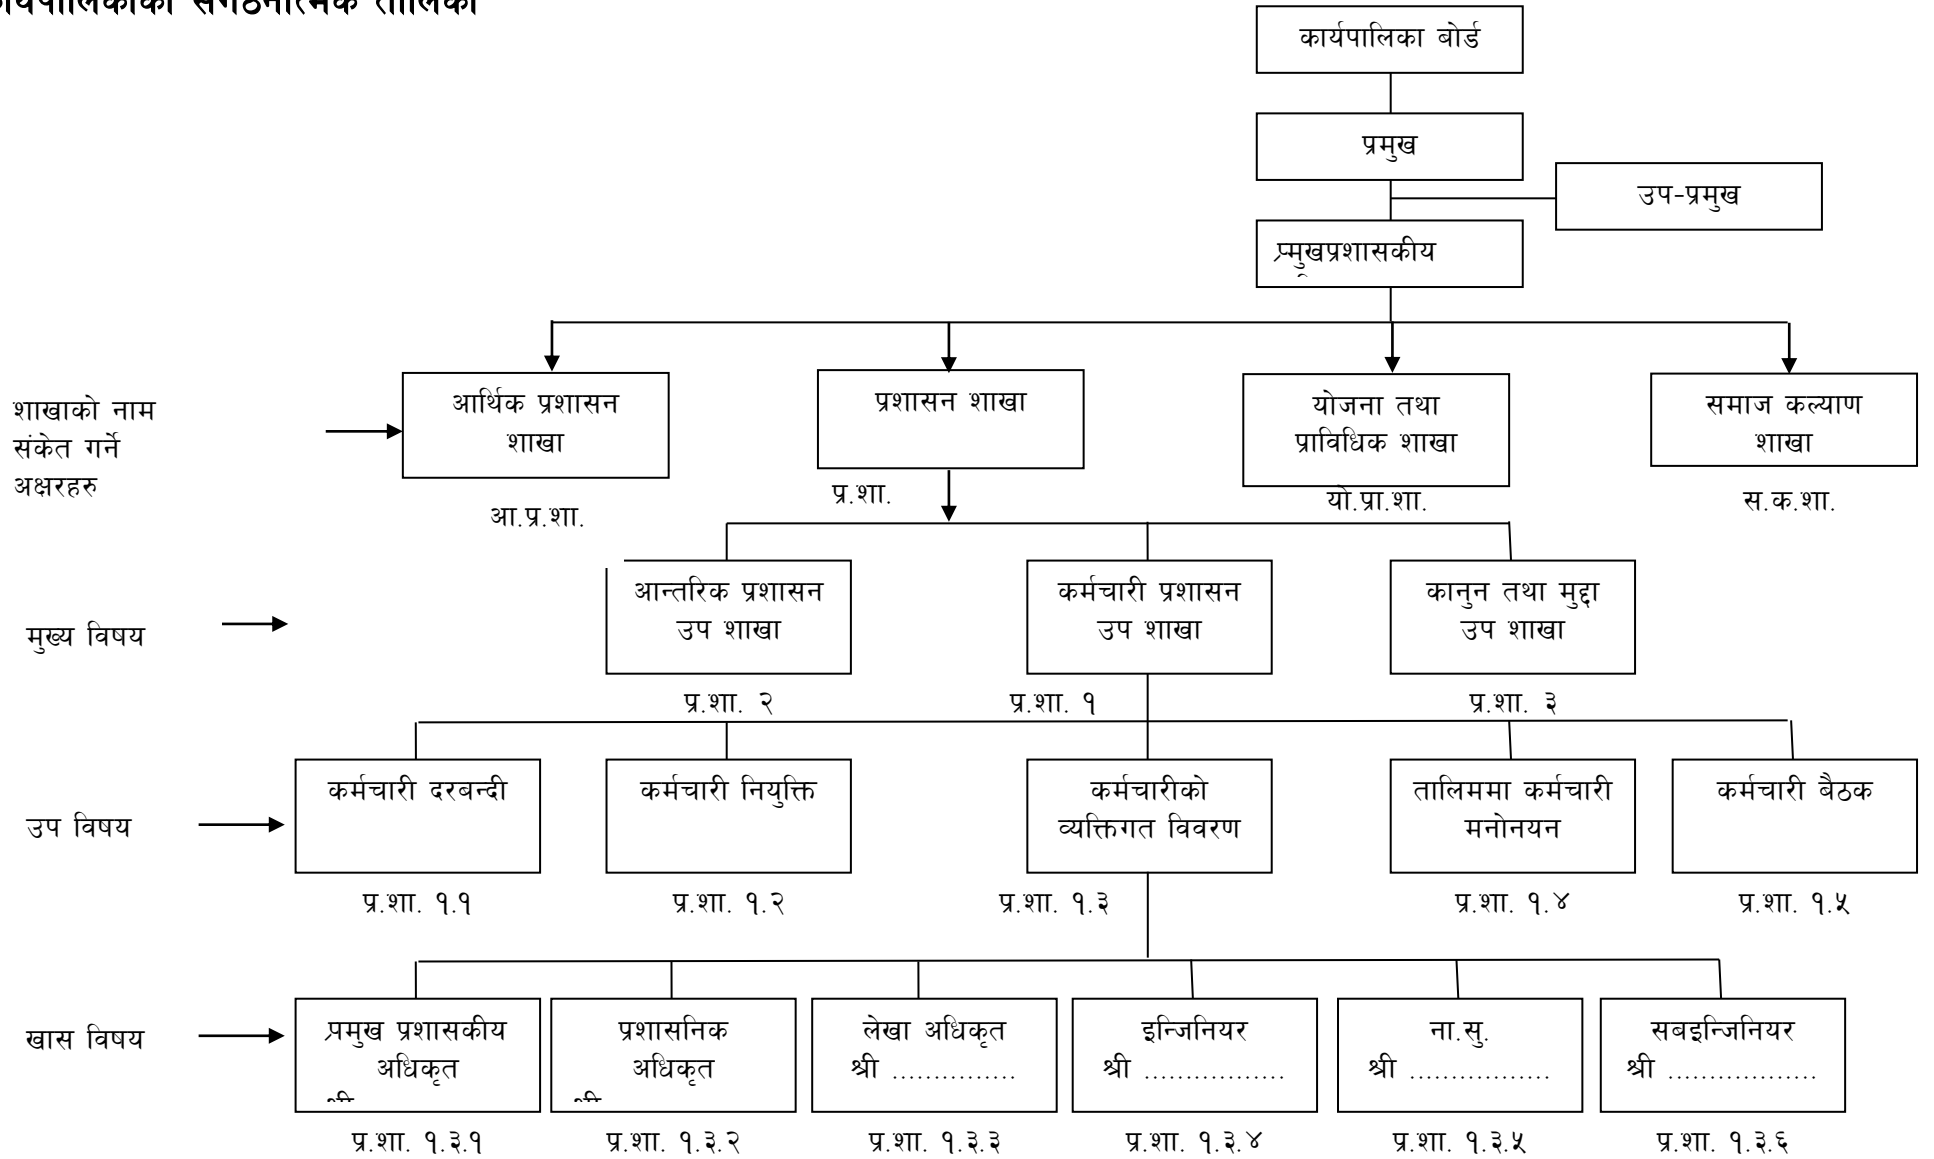 कार्यपालिकाको संगठनात्मक तालिका
कार्यपालिका बोर्ड
प्रमुख
उप-प्रमुख
प्रमुखप्रशासकीय
शाखाको नाम
संकेत गर्ने
अक्षरहरु
आर्थिक प्रशासन
शाखा
आ.प्र.शा.
प्रशासन शाखा
प्र.शा.
योजना तथा
प्राविधिक शाखा
यो.प्रा.शा.
समाज कल्याण
शाखा
स.क.शा.
मुख्य विषय
आन्तरिक प्रशासन
उप शाखा
प्र.शा. २
कर्मचारी प्रशासन
उप शाखा
प्र.शा. १
कानुन तथा मुद्दा
उप शाखा
प्र.शा. ३
उप विषय
कर्मचारी दरबन्दी
प्र.शा. १.१
कर्मचारी नियुक्ति
प्र.शा. १.२
कर्मचारीको
व्यक्तिगत विवरण
प्र.शा. १.३
तालिममा कर्मचारी
मनोनयन
प्र.शा. १.४
कर्मचारी बैठक
प्र.शा. १.५
खास विषय
प्रमुख प्रशासकीय
अधिकृत
प्र.शा. १.३.१
प्रशासनिक
अधिकृत
प्र.शा. १.३.२
लेखा अधिकृत
श्री ...............
प्र.शा. १.३.३
इन्जिनियर
श्री .................
प्र.शा. १.३.४
ना.सु.
श्री .................
प्र.शा. १.३.५
सबइन्जिनियर
श्री ..................
प्र.शा. १.३.६